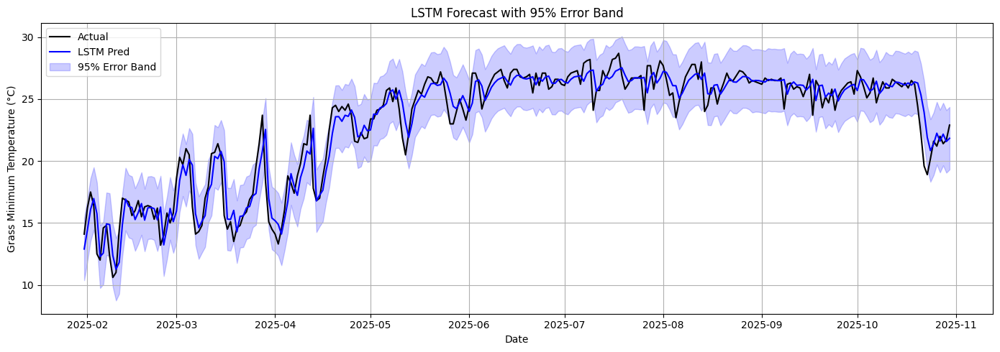 LSTM Forecast with 95% Error Band
Actual
LSTM Pred
95% Error Band
Grass Minimum Temperature (°C)
30
25
20
15
10
2025-02 2025-03 2025-04 2025-05 2025-06 2025-07 2025-08 2025-09 2025-10 2025-11
Date